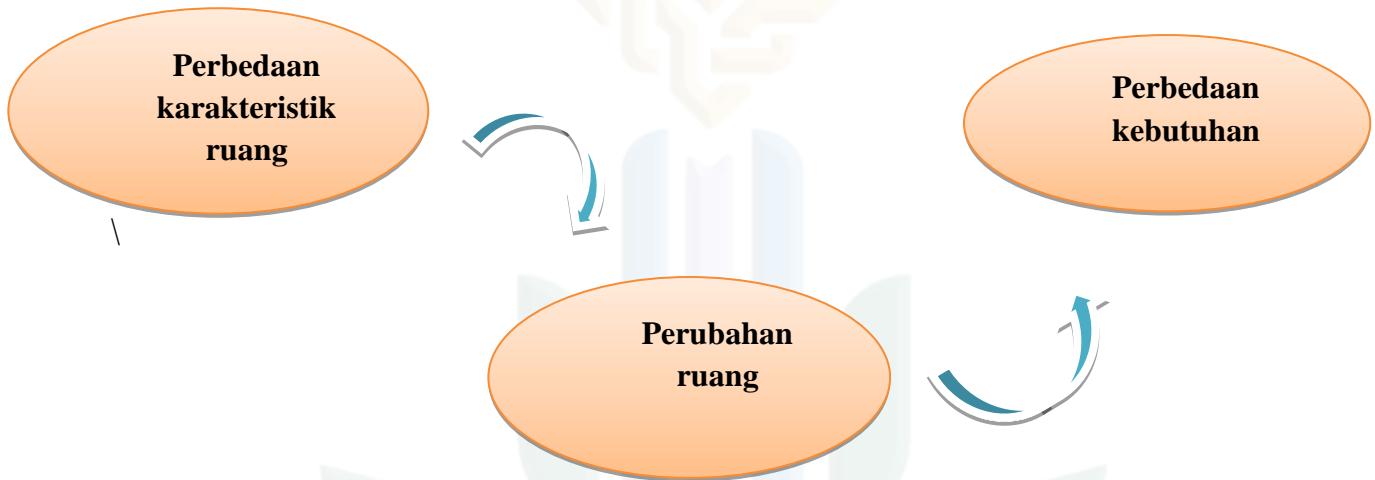 Perbedaan
karakteristik
ruang
Perubahan
ruang
Perbedaan
kebutuhan